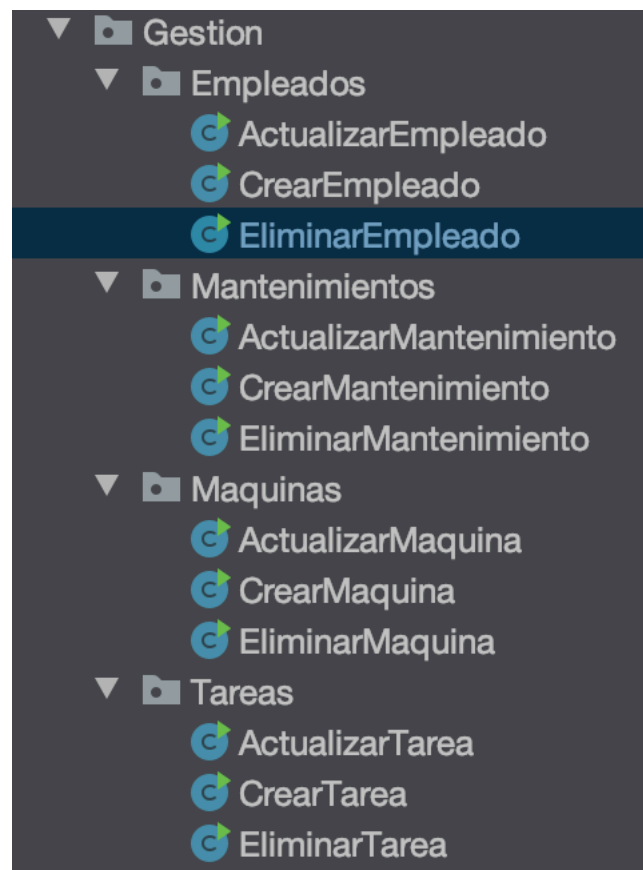 Gestion
Empleados
ActualizarEmpleado
CrearEmpleado
EliminarEmpleado
Mantenimientos
ActualizarMantenimiento
CrearMantenimiento
EliminarMantenimiento
Maquinas
ActualizarMaquina
CrearMaquina
EliminarMaquina
Tareas
ActualizarTarea
CrearTarea
EliminarTarea